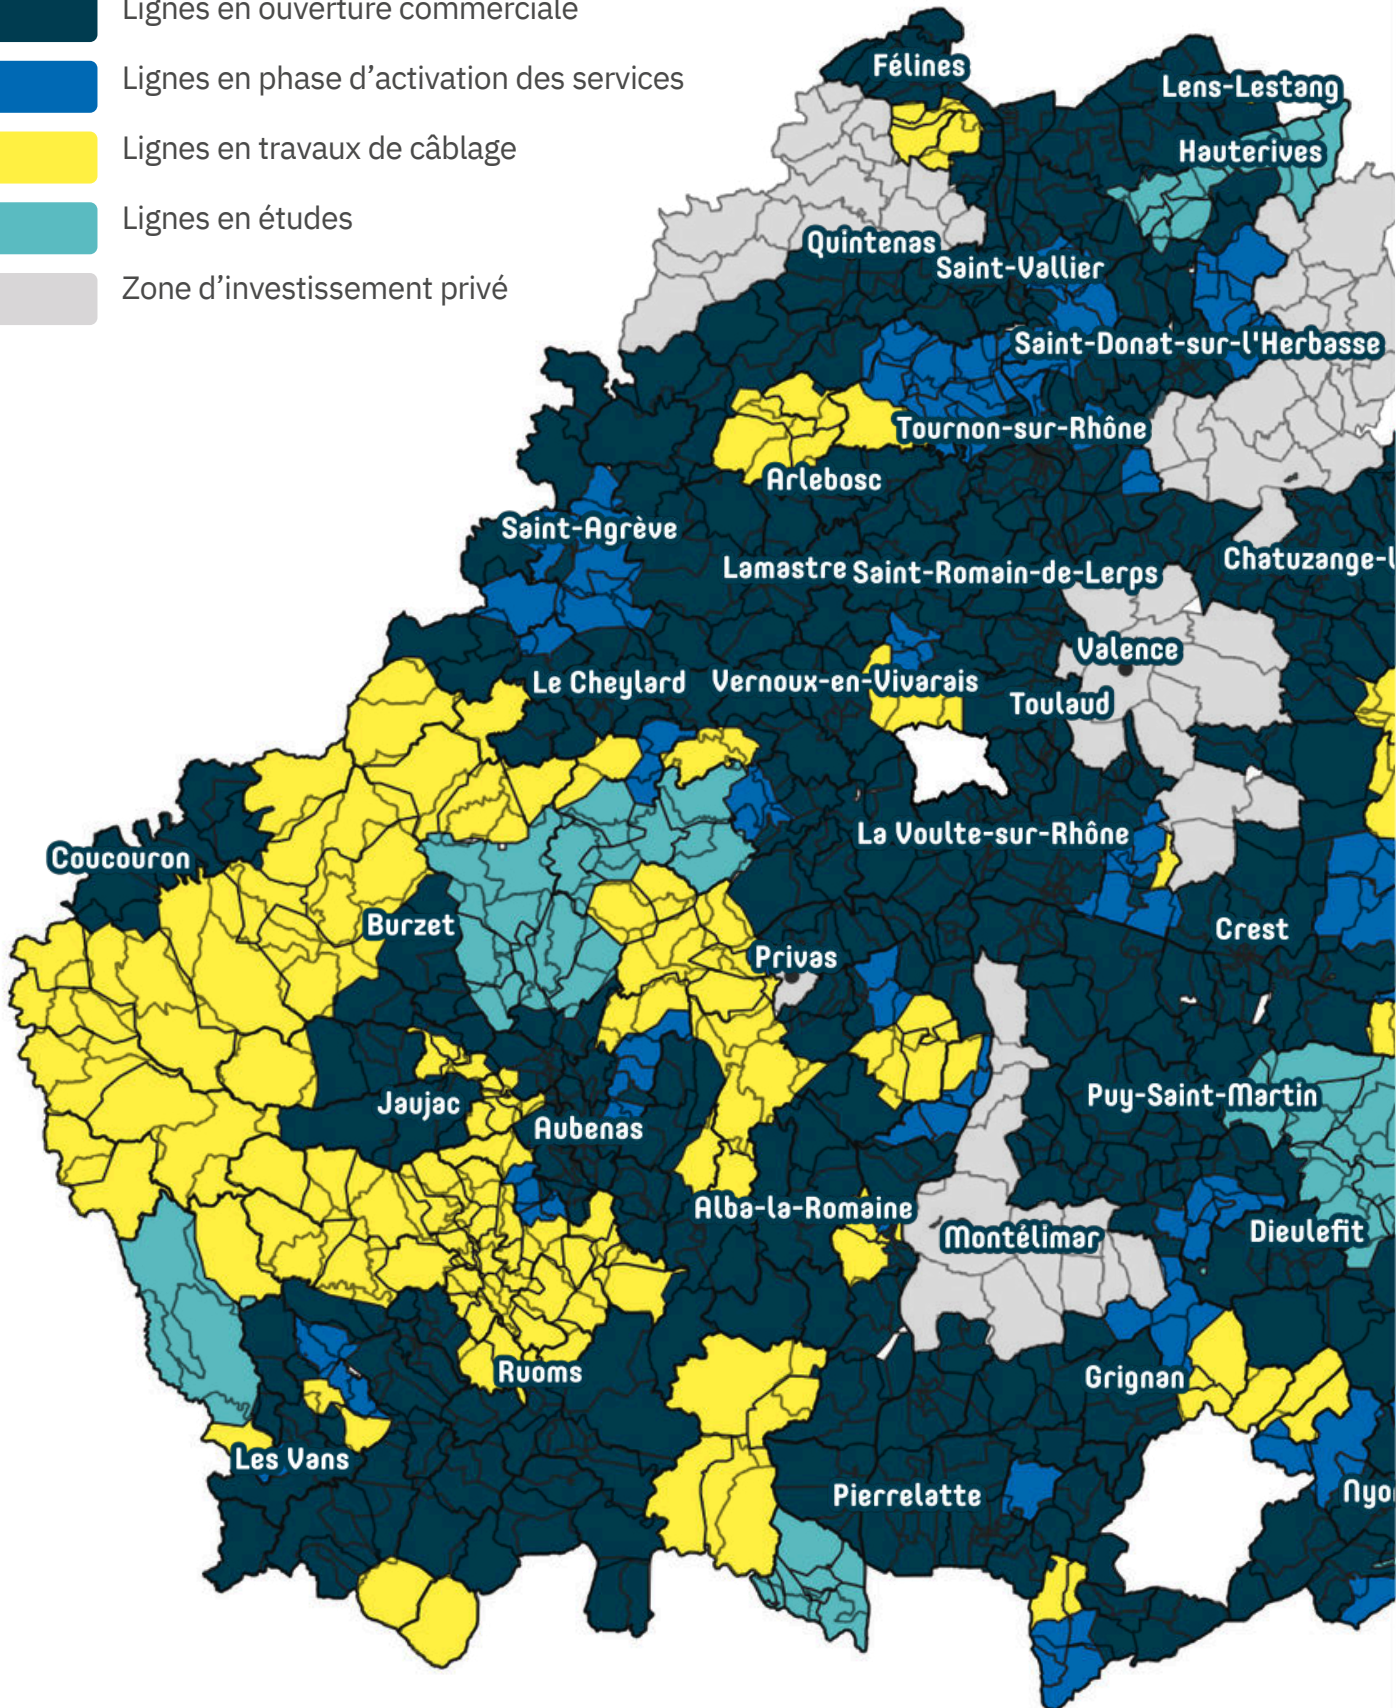 Lignes en ouverture commerciale
Lignes en phase d’activation des services
Lignes en travaux de câblage
Lignes en études
Zone d’investissement privé
Félines
Lens-Lestang
Hauterives
Quintenas
Saint-Vallier
Saint-Donat-sur-l'Herbasse
Tournon-sur-Rhône
Arlebosc
Saint-Agrève
Chatuzange-l
Lamastre
Saint-Romain-de-Lerps
Valence
Le Cheylard
Vernoux-en-Vivarais
Toulaud
La Voulte-sur-Rhône
Coucouron
Burzet
Crest
Privas
Puy-Saint-Martin
Jaujac
Aubenas
Alba-la-Romaine
Montélimar
Dieulefit
Ruoms
Grignan
Les Vans
Pierrelatte
Nyo